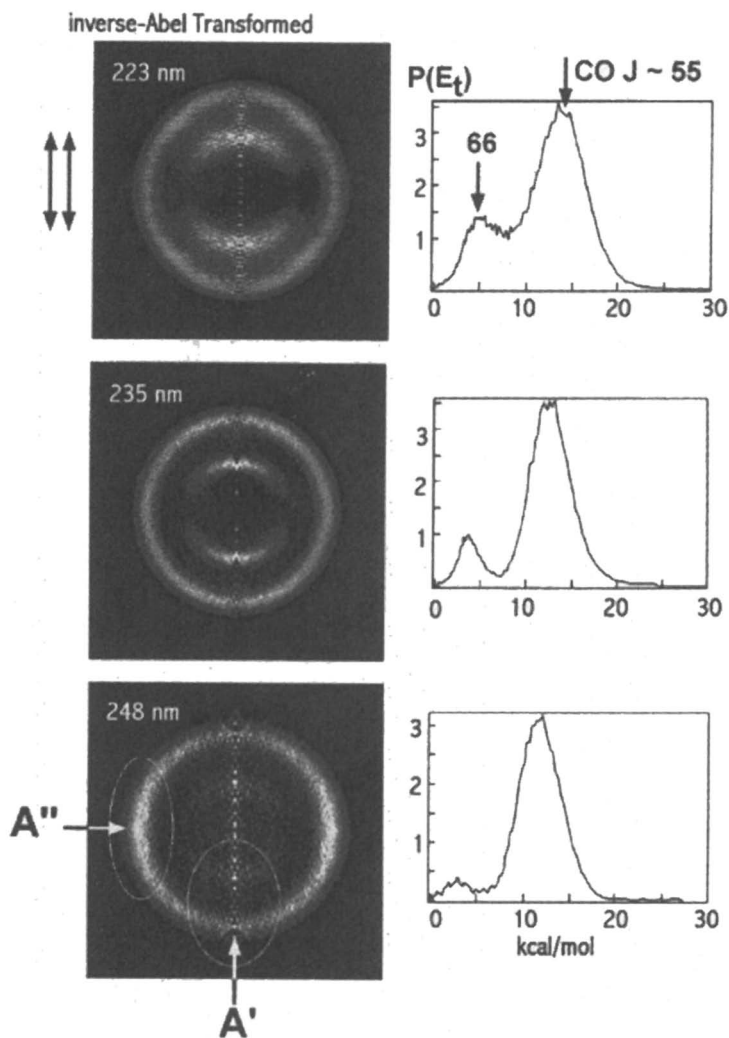 inverse-Abel Transformed
223 nm
P(Et)
CO J ~ 55
66
3
2
1
0 10 20 30
235 nm
3
2
1
0 10 20 30
248 nm
A"
3
2
1
0 10 20 30
kcal/mol
A'